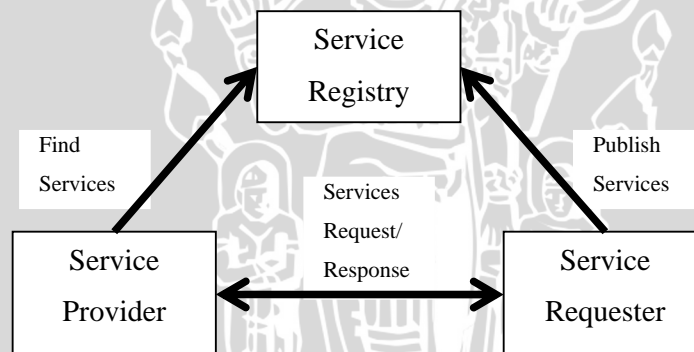 Service
Registry
Find
Services
Publish
Services
Services
Request/
Response
Service
Provider
Service
Requester